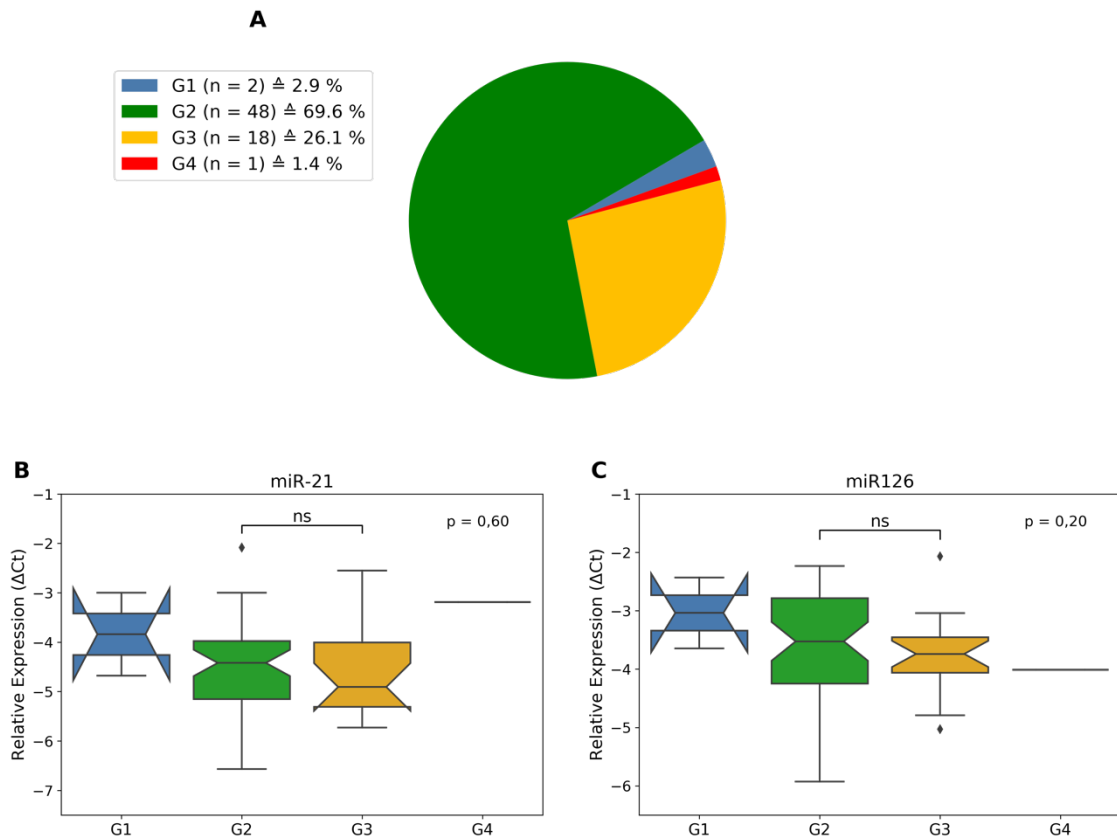 A
G1 (n = 2) ≙ 2.9 %
G2 (n = 48) ≙ 69.6 %
G3 (n = 18) ≙ 26.1 %
G4 (n = 1) ≙ 1.4 %
B
miR-21
−1
−2
−3
−4
−5
−6
−7
Relative Expression (ΔCt)
ns
p = 0,60
G1
G2
G3
G4
C
miR126
−1
−2
−3
−4
−5
−6
Relative Expression (ΔCt)
ns
p = 0,20
G1
G2
G3
G4